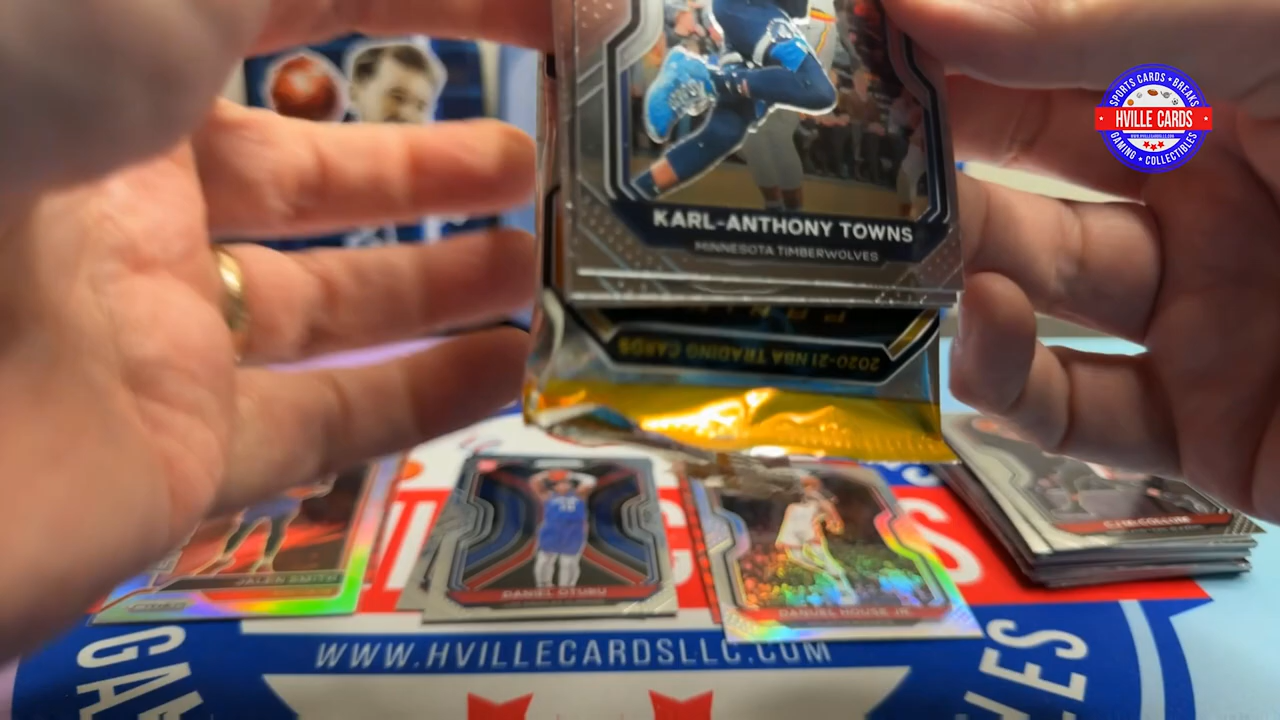 SPORTS CARDS • BREAKS
HVILLE CARDS
GAMING • COLLECTIBLES
KARL-ANTHONY TOWNS
MINNESOTA TIMBERWOLVES
2020-21 NBA TRADING CARDS
JALEN SMITH
DANIEL OTURU
DANUEL HOUSE JR.
WWW.HVILLECARDSLLC.COM
GA